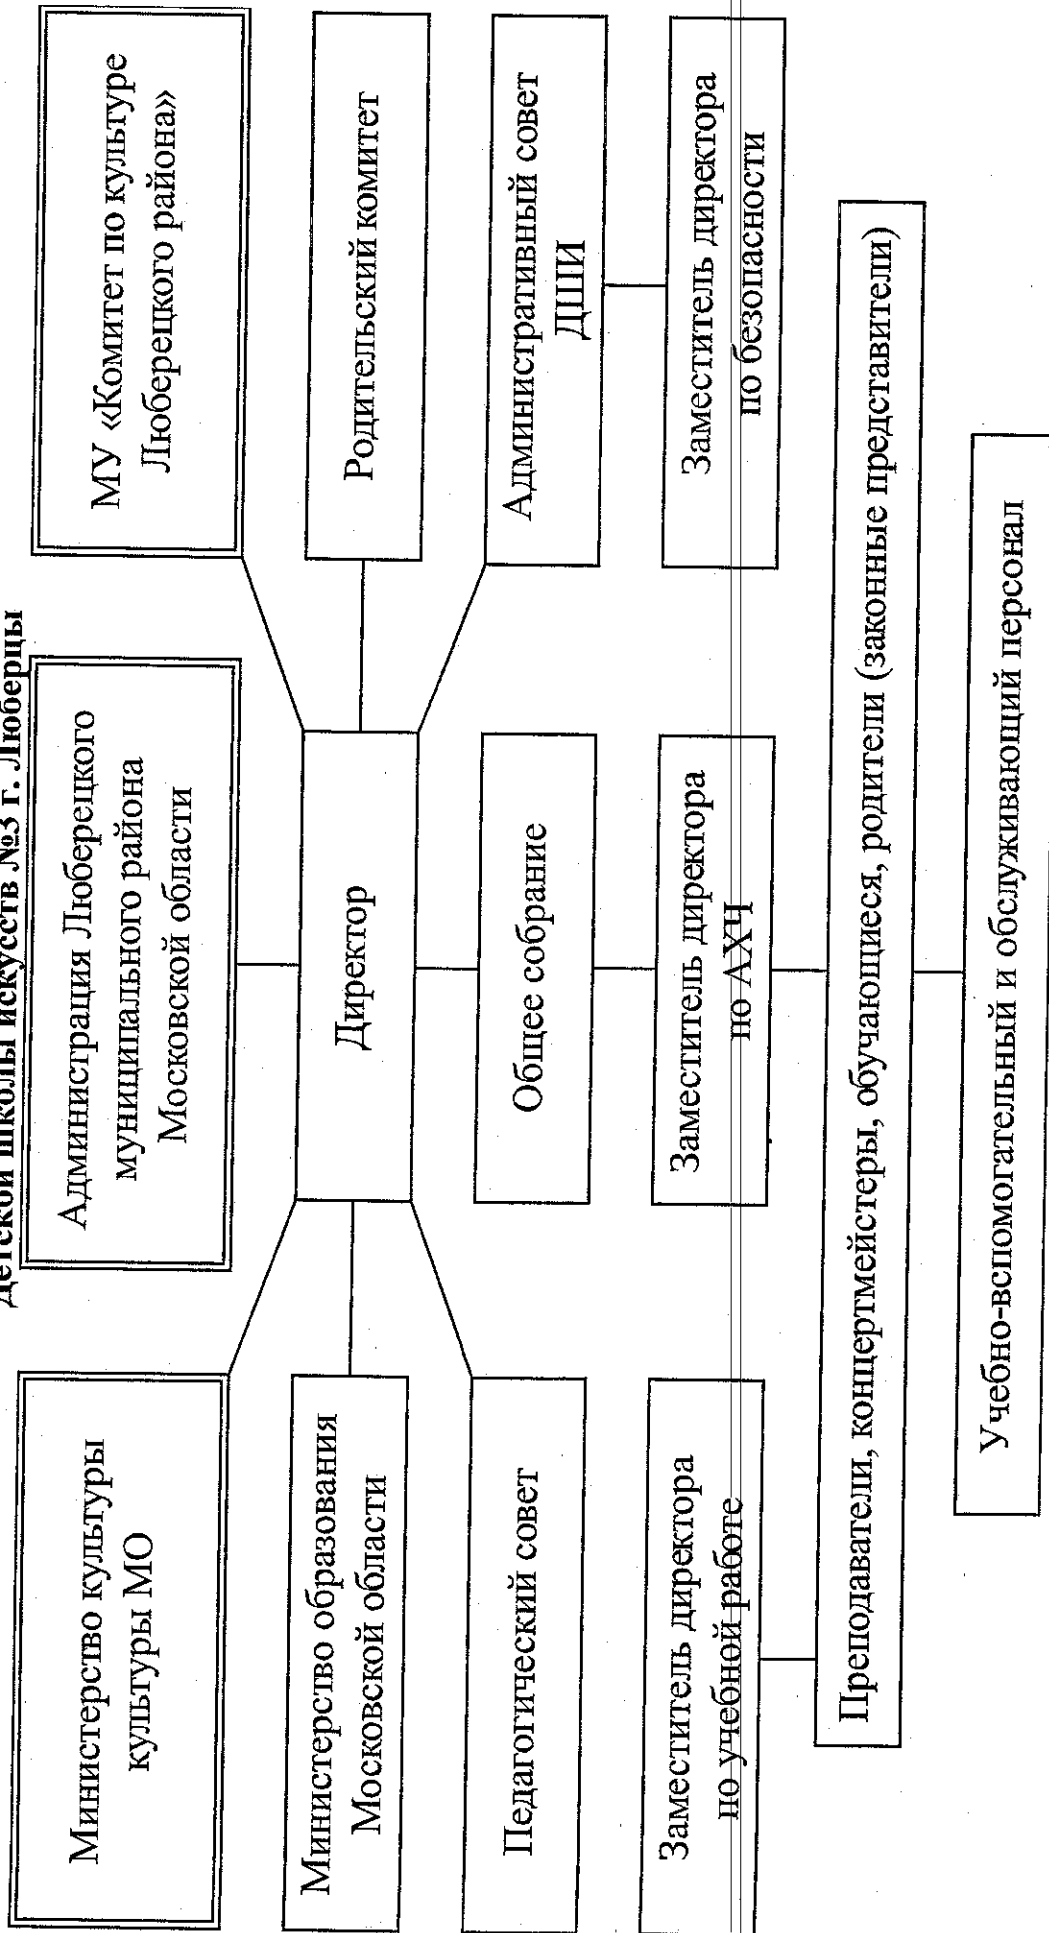 Детской школы искусств №3 г. Люберцы
Министерство культуры
культуры МО
Администрация Люберецкого
муниципального района
Московской области
МУ «Комитет по культуре
Люберецкого района»
Министерство образования
Московской области
Директор
Родительский комитет
Педагогический совет
Общее собрание
Административный совет
ДШИ
Заместитель директора
по учебной работе
Заместитель директора
по АХЧ
Заместитель директора
по безопасности
Преподаватели, концертмейстеры, обучающиеся, родители (законные представители)
Учебно-вспомогательный и обслуживающий персонал